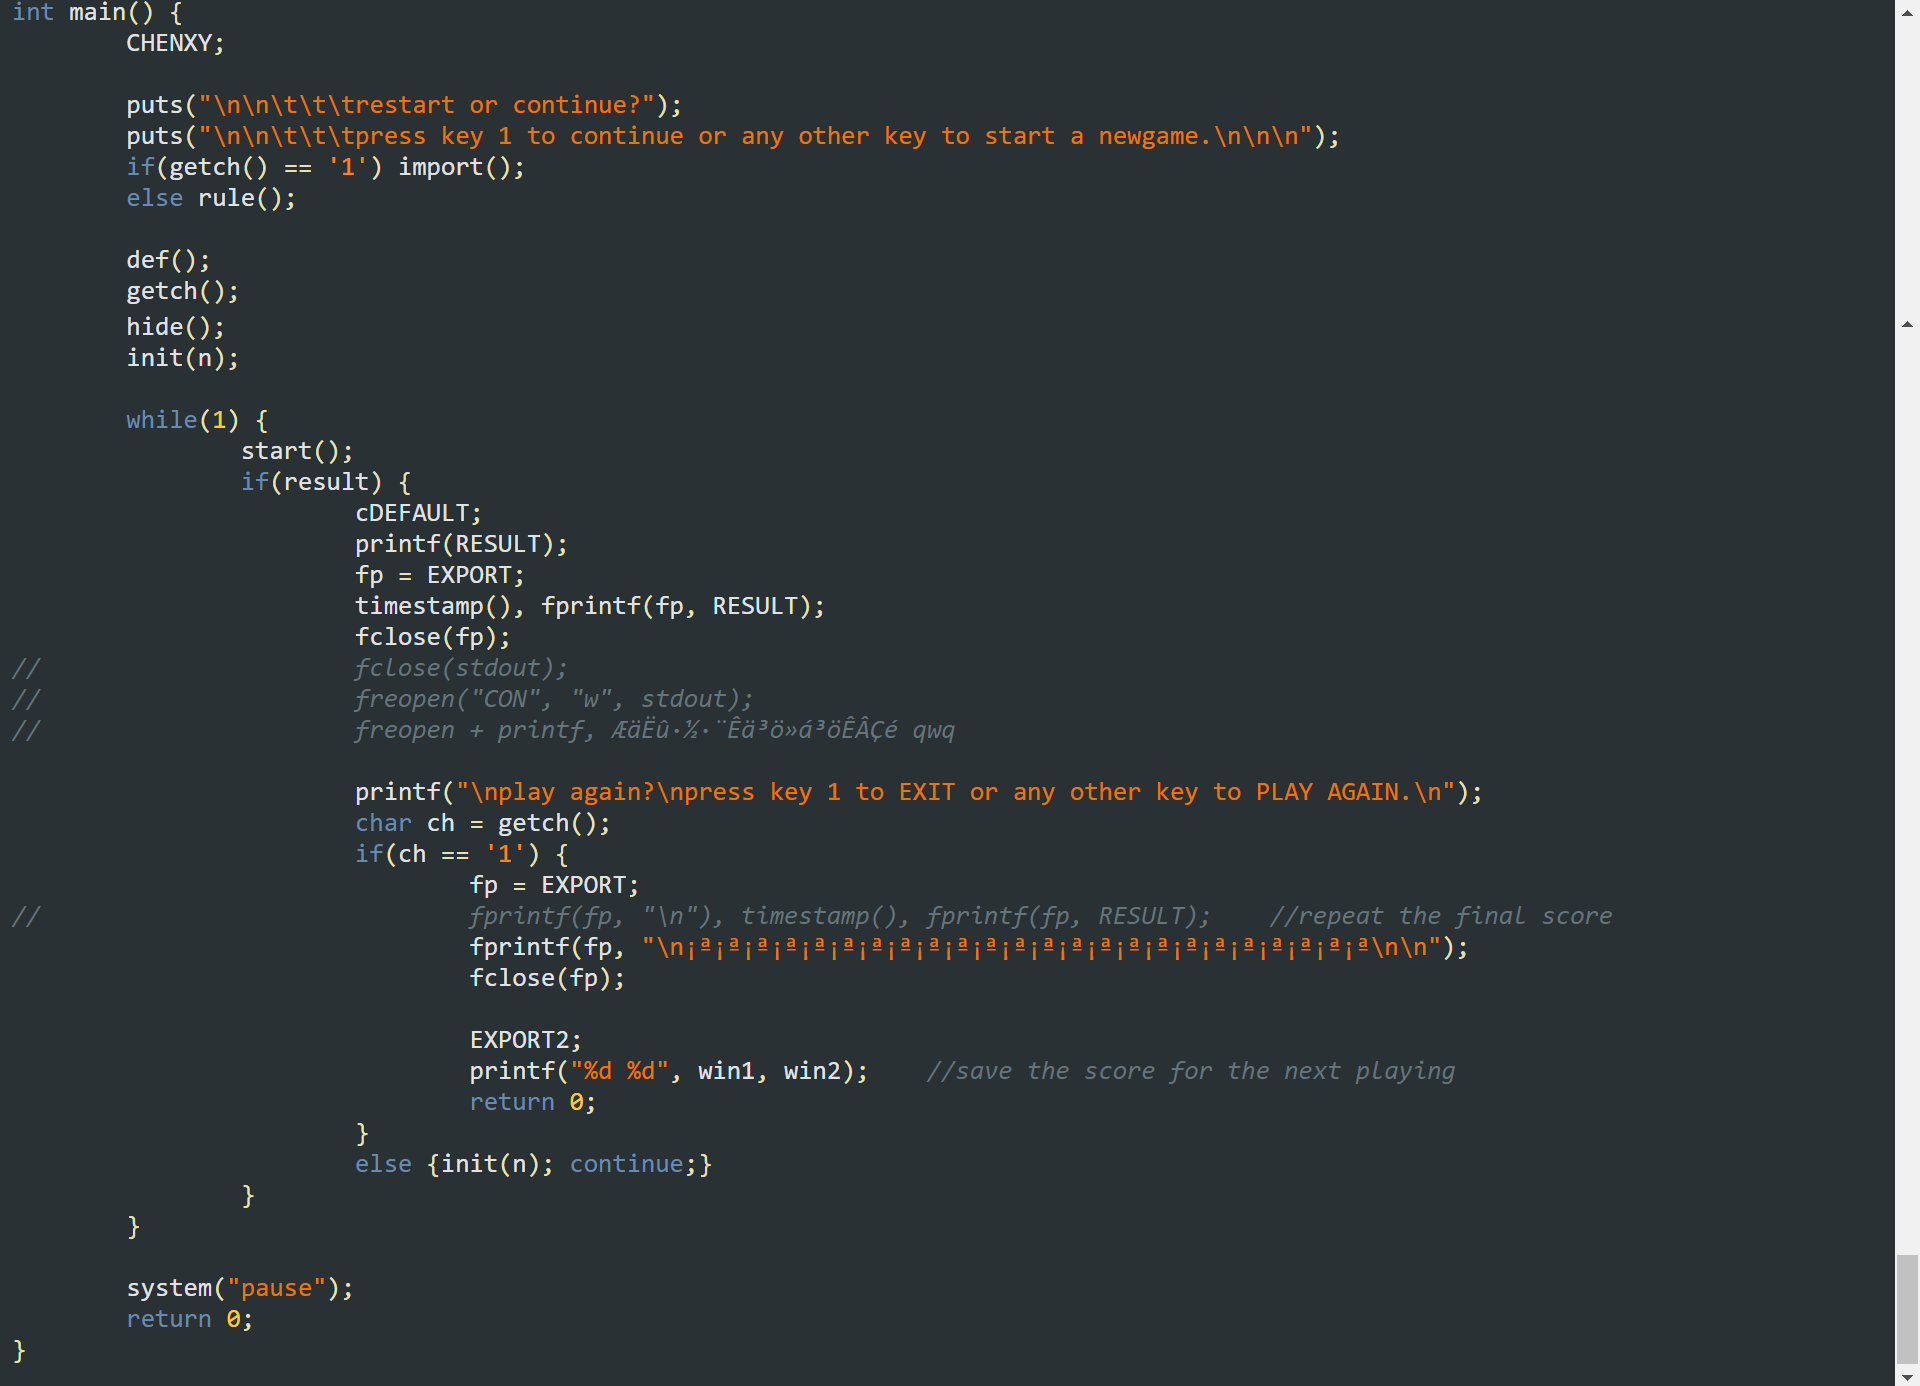 int main() {
CHENXY;
puts("\n\n\t\t\trestart or continue?");
puts("\n\n\t\t\tpress key 1 to continue or any other key to start a newgame.\n\n\n");
if(getch() == '1') import();
else rule();
def();
getch();
hide();
init(n);
while(1) {
start();
if(result) {
cDEFAULT;
printf(RESULT);
fp = EXPORT;
timestamp(), fprintf(fp, RESULT);
fclose(fp);
// fclose(stdout);
// freopen("CON", "w", stdout);
// freopen + printf, ÆäËû·½·¨Êä³ö»á³öÊÂÇé qwq
printf("\nplay again?\npress key 1 to EXIT or any other key to PLAY AGAIN.\n");
char ch = getch();
if(ch == '1') {
fp = EXPORT;
// fprintf(fp, "\n"), timestamp(), fprintf(fp, RESULT); //repeat the final score
fprintf(fp, "\n¡ª¡ª¡ª¡ª¡ª¡ª¡ª¡ª¡ª¡ª¡ª¡ª¡ª¡ª¡ª¡ª¡ª¡ª¡ª¡ª¡ª¡ª¡ª¡ª\n\n");
fclose(fp);
EXPORT2;
printf("%d %d", win1, win2); //save the score for the next playing
return 0;
}
else {init(n); continue;}
}
}
system("pause");
return 0;
}